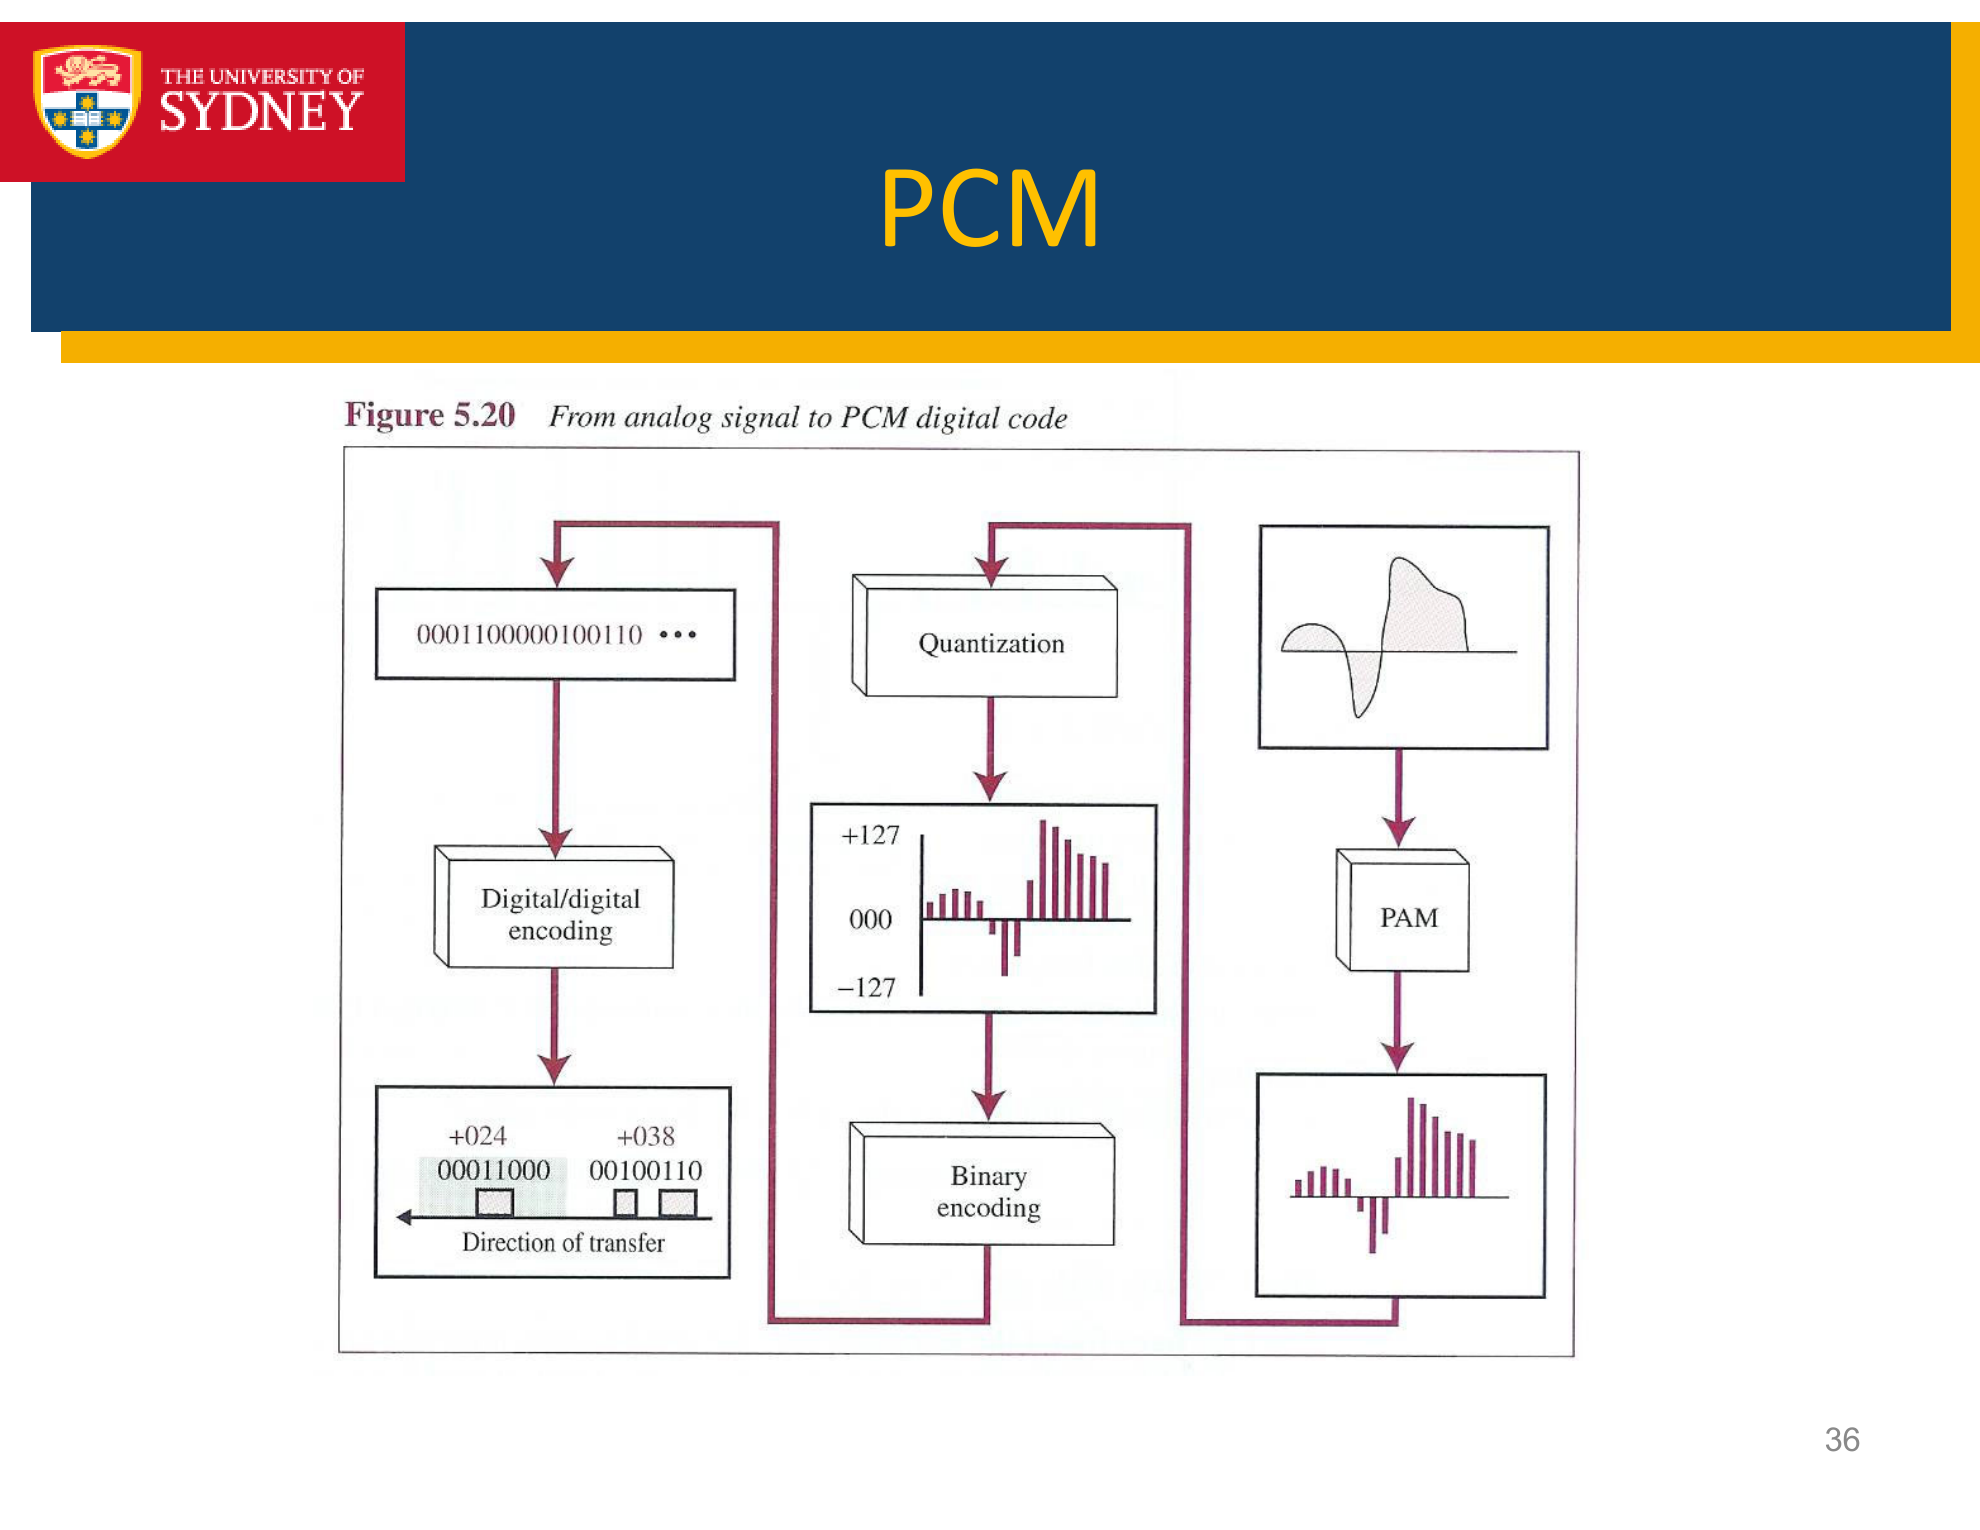 THE UNIVERSITY OF
SYDNEY
PCM
Figure 5.20 From analog signal to PCM digital code
0001100000100110 •••
Quantization
+127
000
−127
Digital/digital
encoding
PAM
+024 +038
00011000 00100110
Direction of transfer
Binary
encoding
36